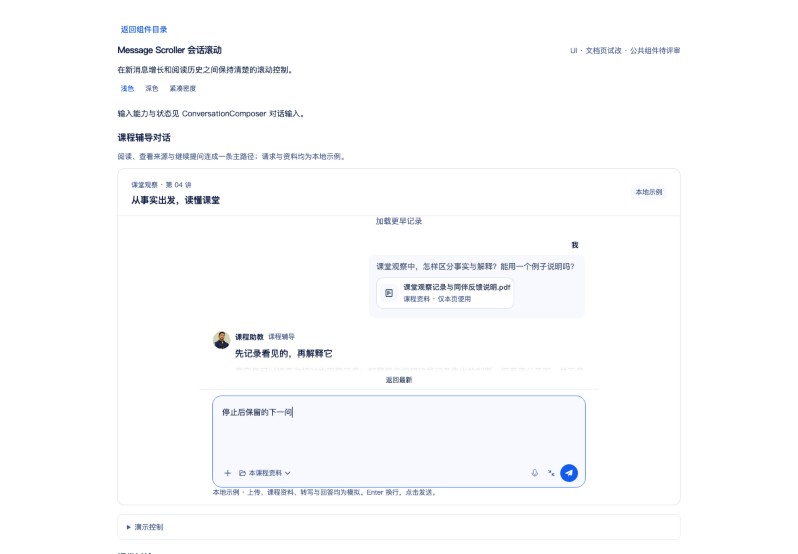 返回组件目录
Message Scroller 会话滚动
UI · 文档页试改 · 公共组件待评审
在新消息增长和阅读历史之间保持清楚的滚动控制。
浅色 深色 紧凑密度
输入能力与状态见 ConversationComposer 对话输入。
课程辅导对话
阅读、查看来源与继续提问连成一条主路径；请求与资料均为本地示例。
课堂观察 · 第 04 讲
从事实出发，读懂课堂
本地示例
加载更早记录
我
课堂观察中，怎样区分事实与解释？能用一个例子说明吗？
课堂观察记录与同伴反馈说明.pdf
课程资料 · 仅本页使用
课程助教 课程辅导
先记录看见的，再解释它
返回最新
停止后保留的下一问
本课程资料
本地示例 · 上传、课程资料、转写与回答均为模拟。Enter 换行，点击发送。
演示控制